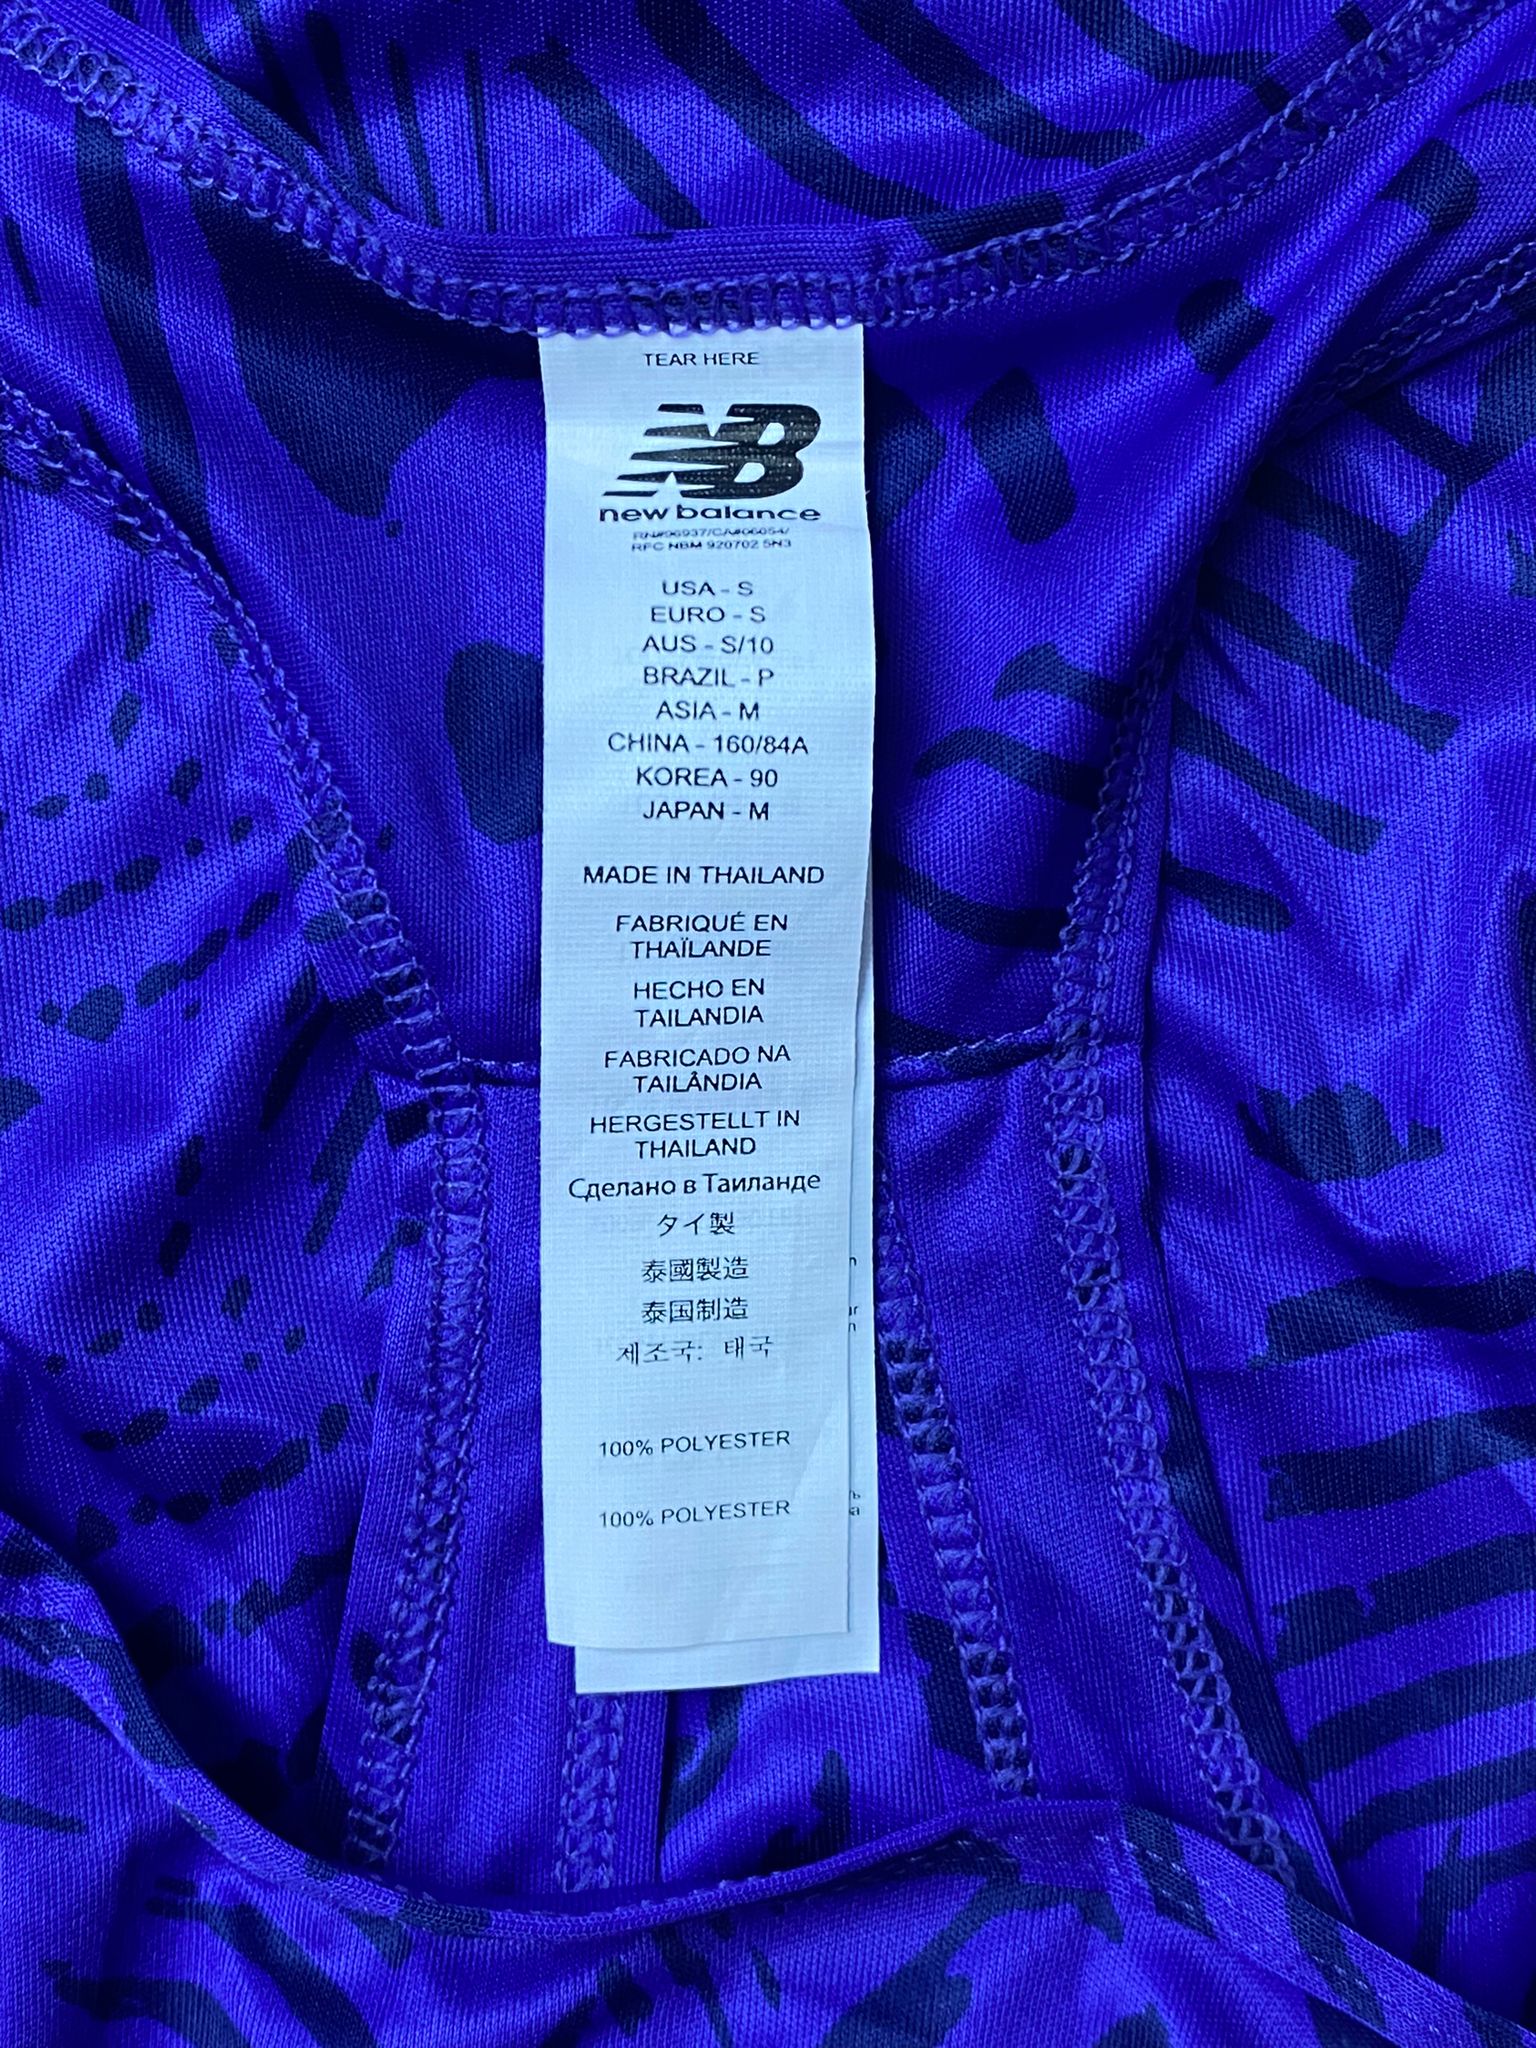 TEAR HERE
NB
new balance
RN#96937/CA#06054/
RFC NBM 920702 5N3
USA - S
EURO - S
AUS - S/10
BRAZIL - P
ASIA - M
CHINA - 160/84A
KOREA - 90
JAPAN - M
MADE IN THAILAND
FABRIQUÉ EN
THAÏLANDE
HECHO EN
TAILANDIA
FABRICADO NA
TAILÂNDIA
HERGESTELLT IN
THAILAND
Сделано в Таиланде
タイ製
泰國製造
泰国制造
제조국: 태국
100% POLYESTER
100% POLYESTER